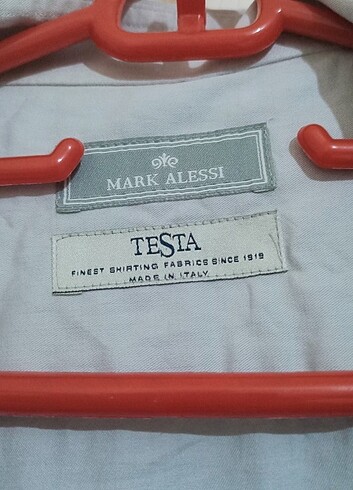 MARK ALESSI
TESTA
FINEST SHIRTING FABRICS SINCE 1919
MADE IN ITALY